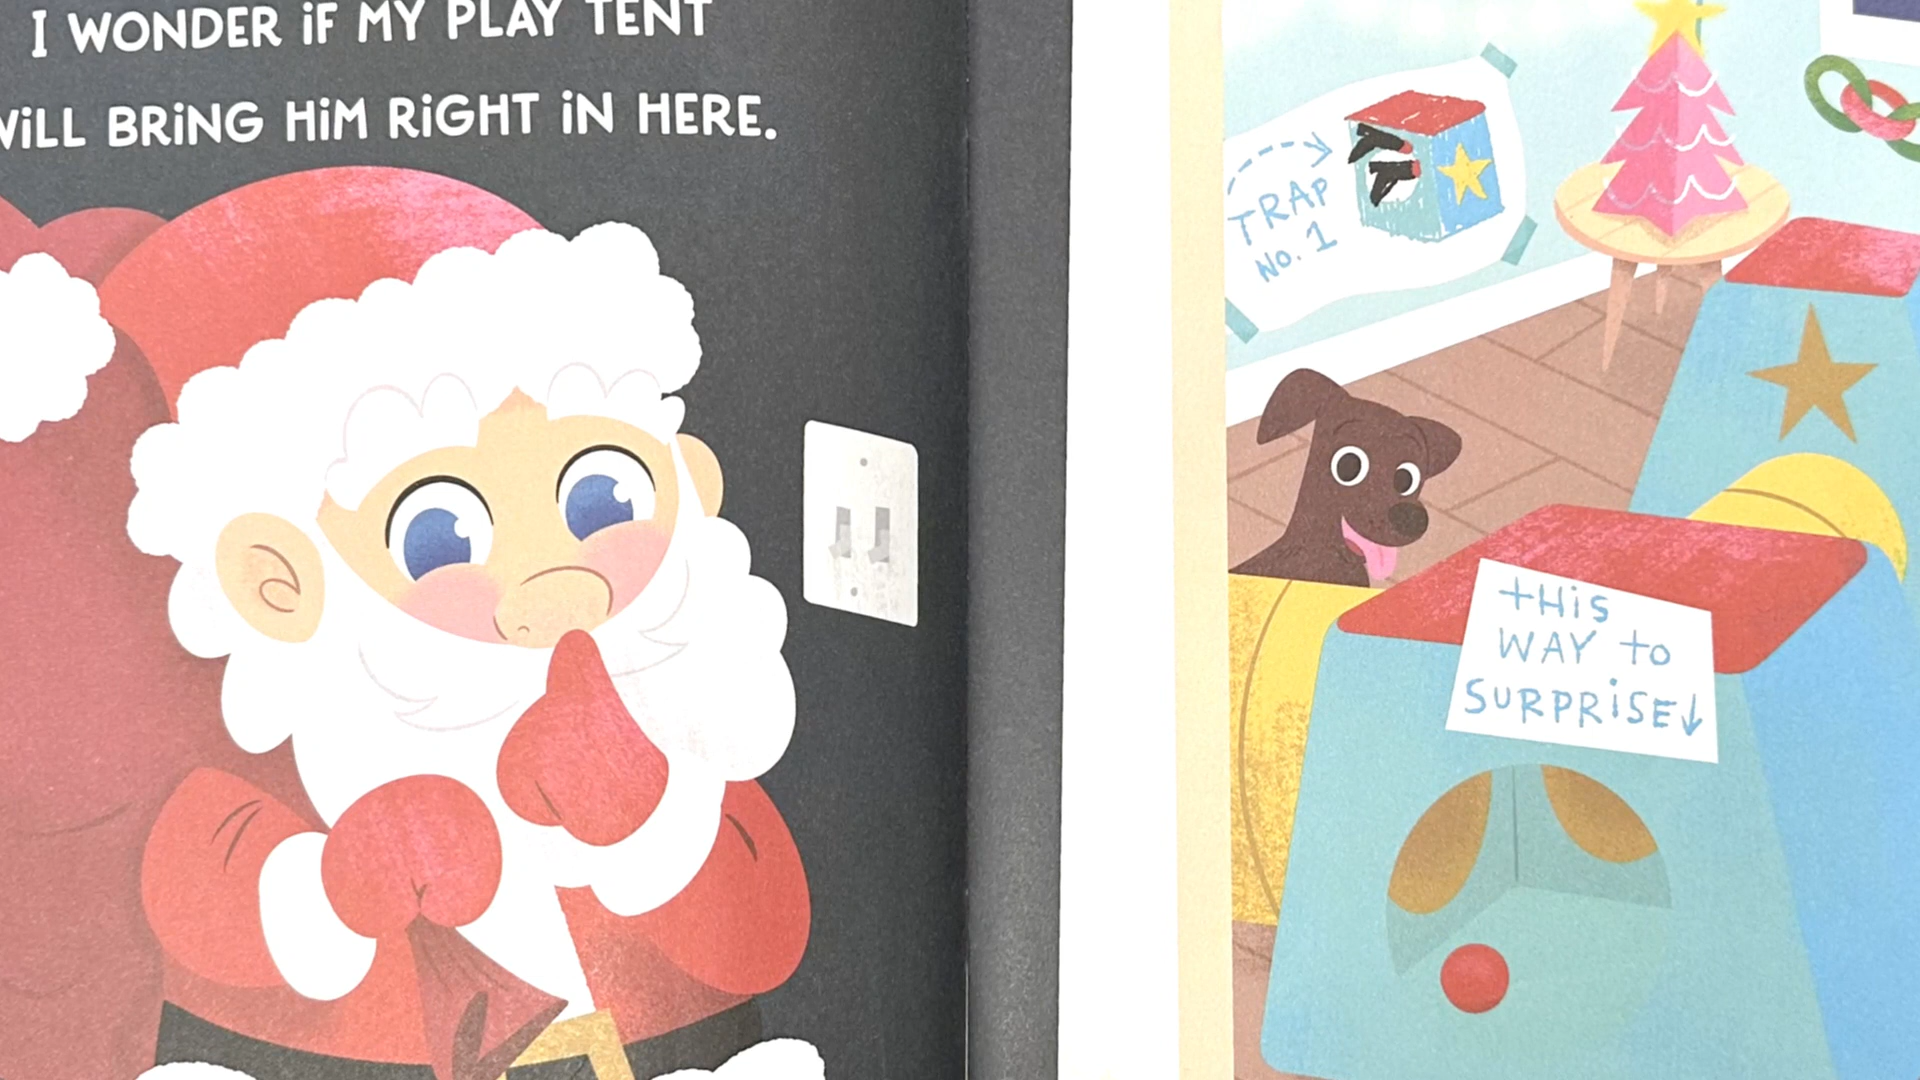 I WONDER iF MY PLAY TENT
WiLL BRiNG HiM RiGHT iN HERE.
TRAP
No. 1
tHiS
WAY to
SURPRiSE↓